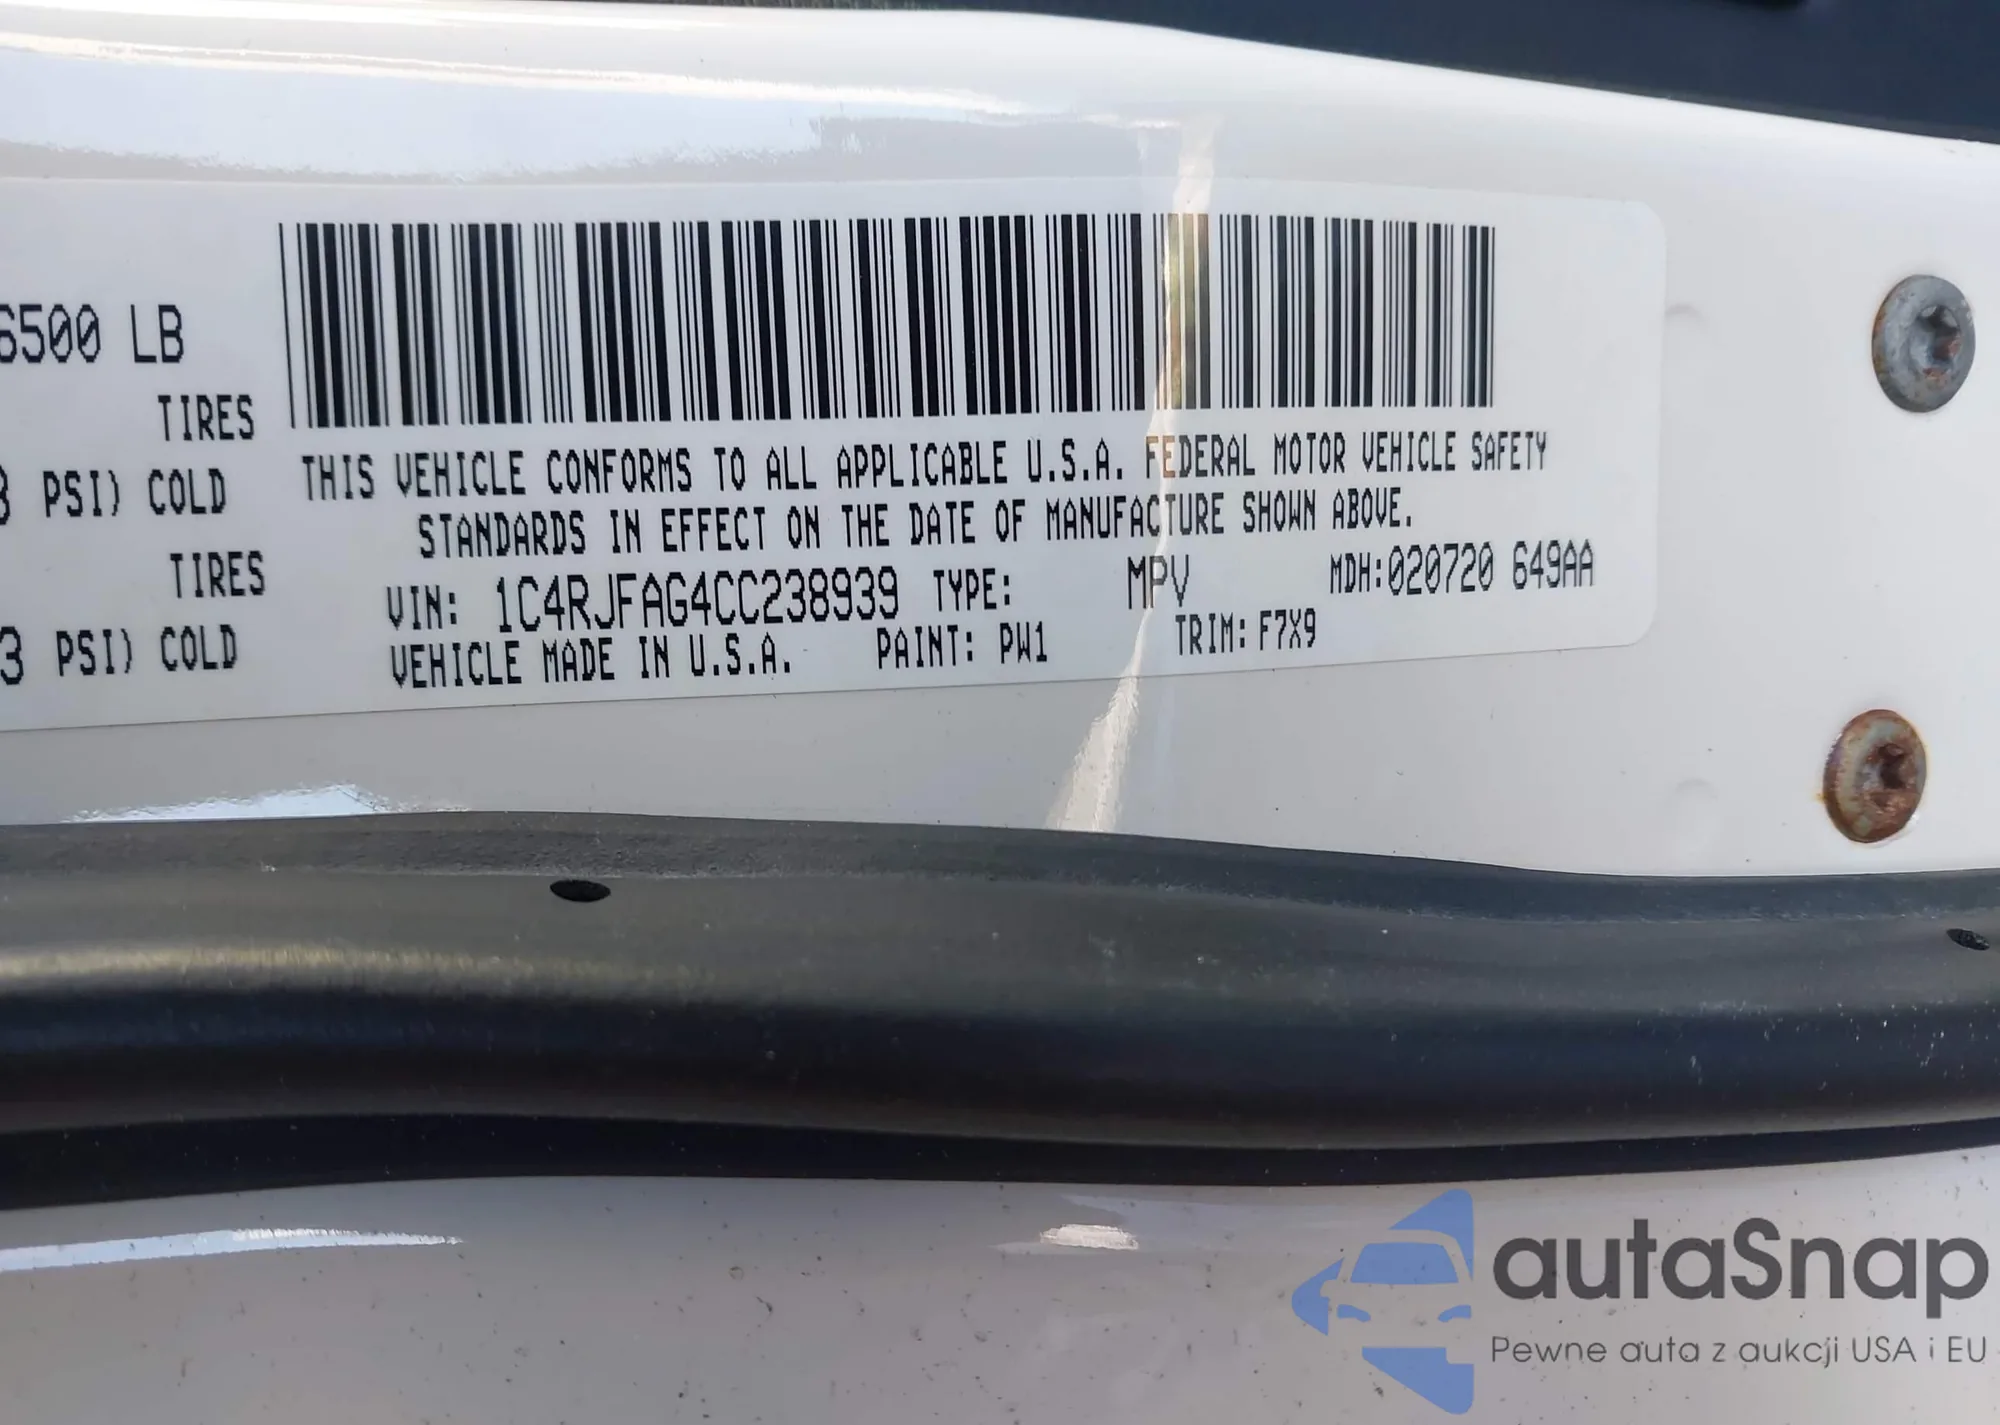 6500 LB
TIRES
PSI) COLD
TIRES
3 PSI) COLD
THIS VEHICLE CONFORMS TO ALL APPLICABLE U.S.A. FEDERAL MOTOR VEHICLE SAFETY
STANDARDS IN EFFECT ON THE DATE OF MANUFACTURE SHOWN ABOVE.
VIN: 1C4RJFAG4CC238939 TYPE: MPV MDH:020720 649AA
VEHICLE MADE IN U.S.A. PAINT: PW1 TRIM: F7X9
autaSnap
Pewne auta z aukcji USA i EU